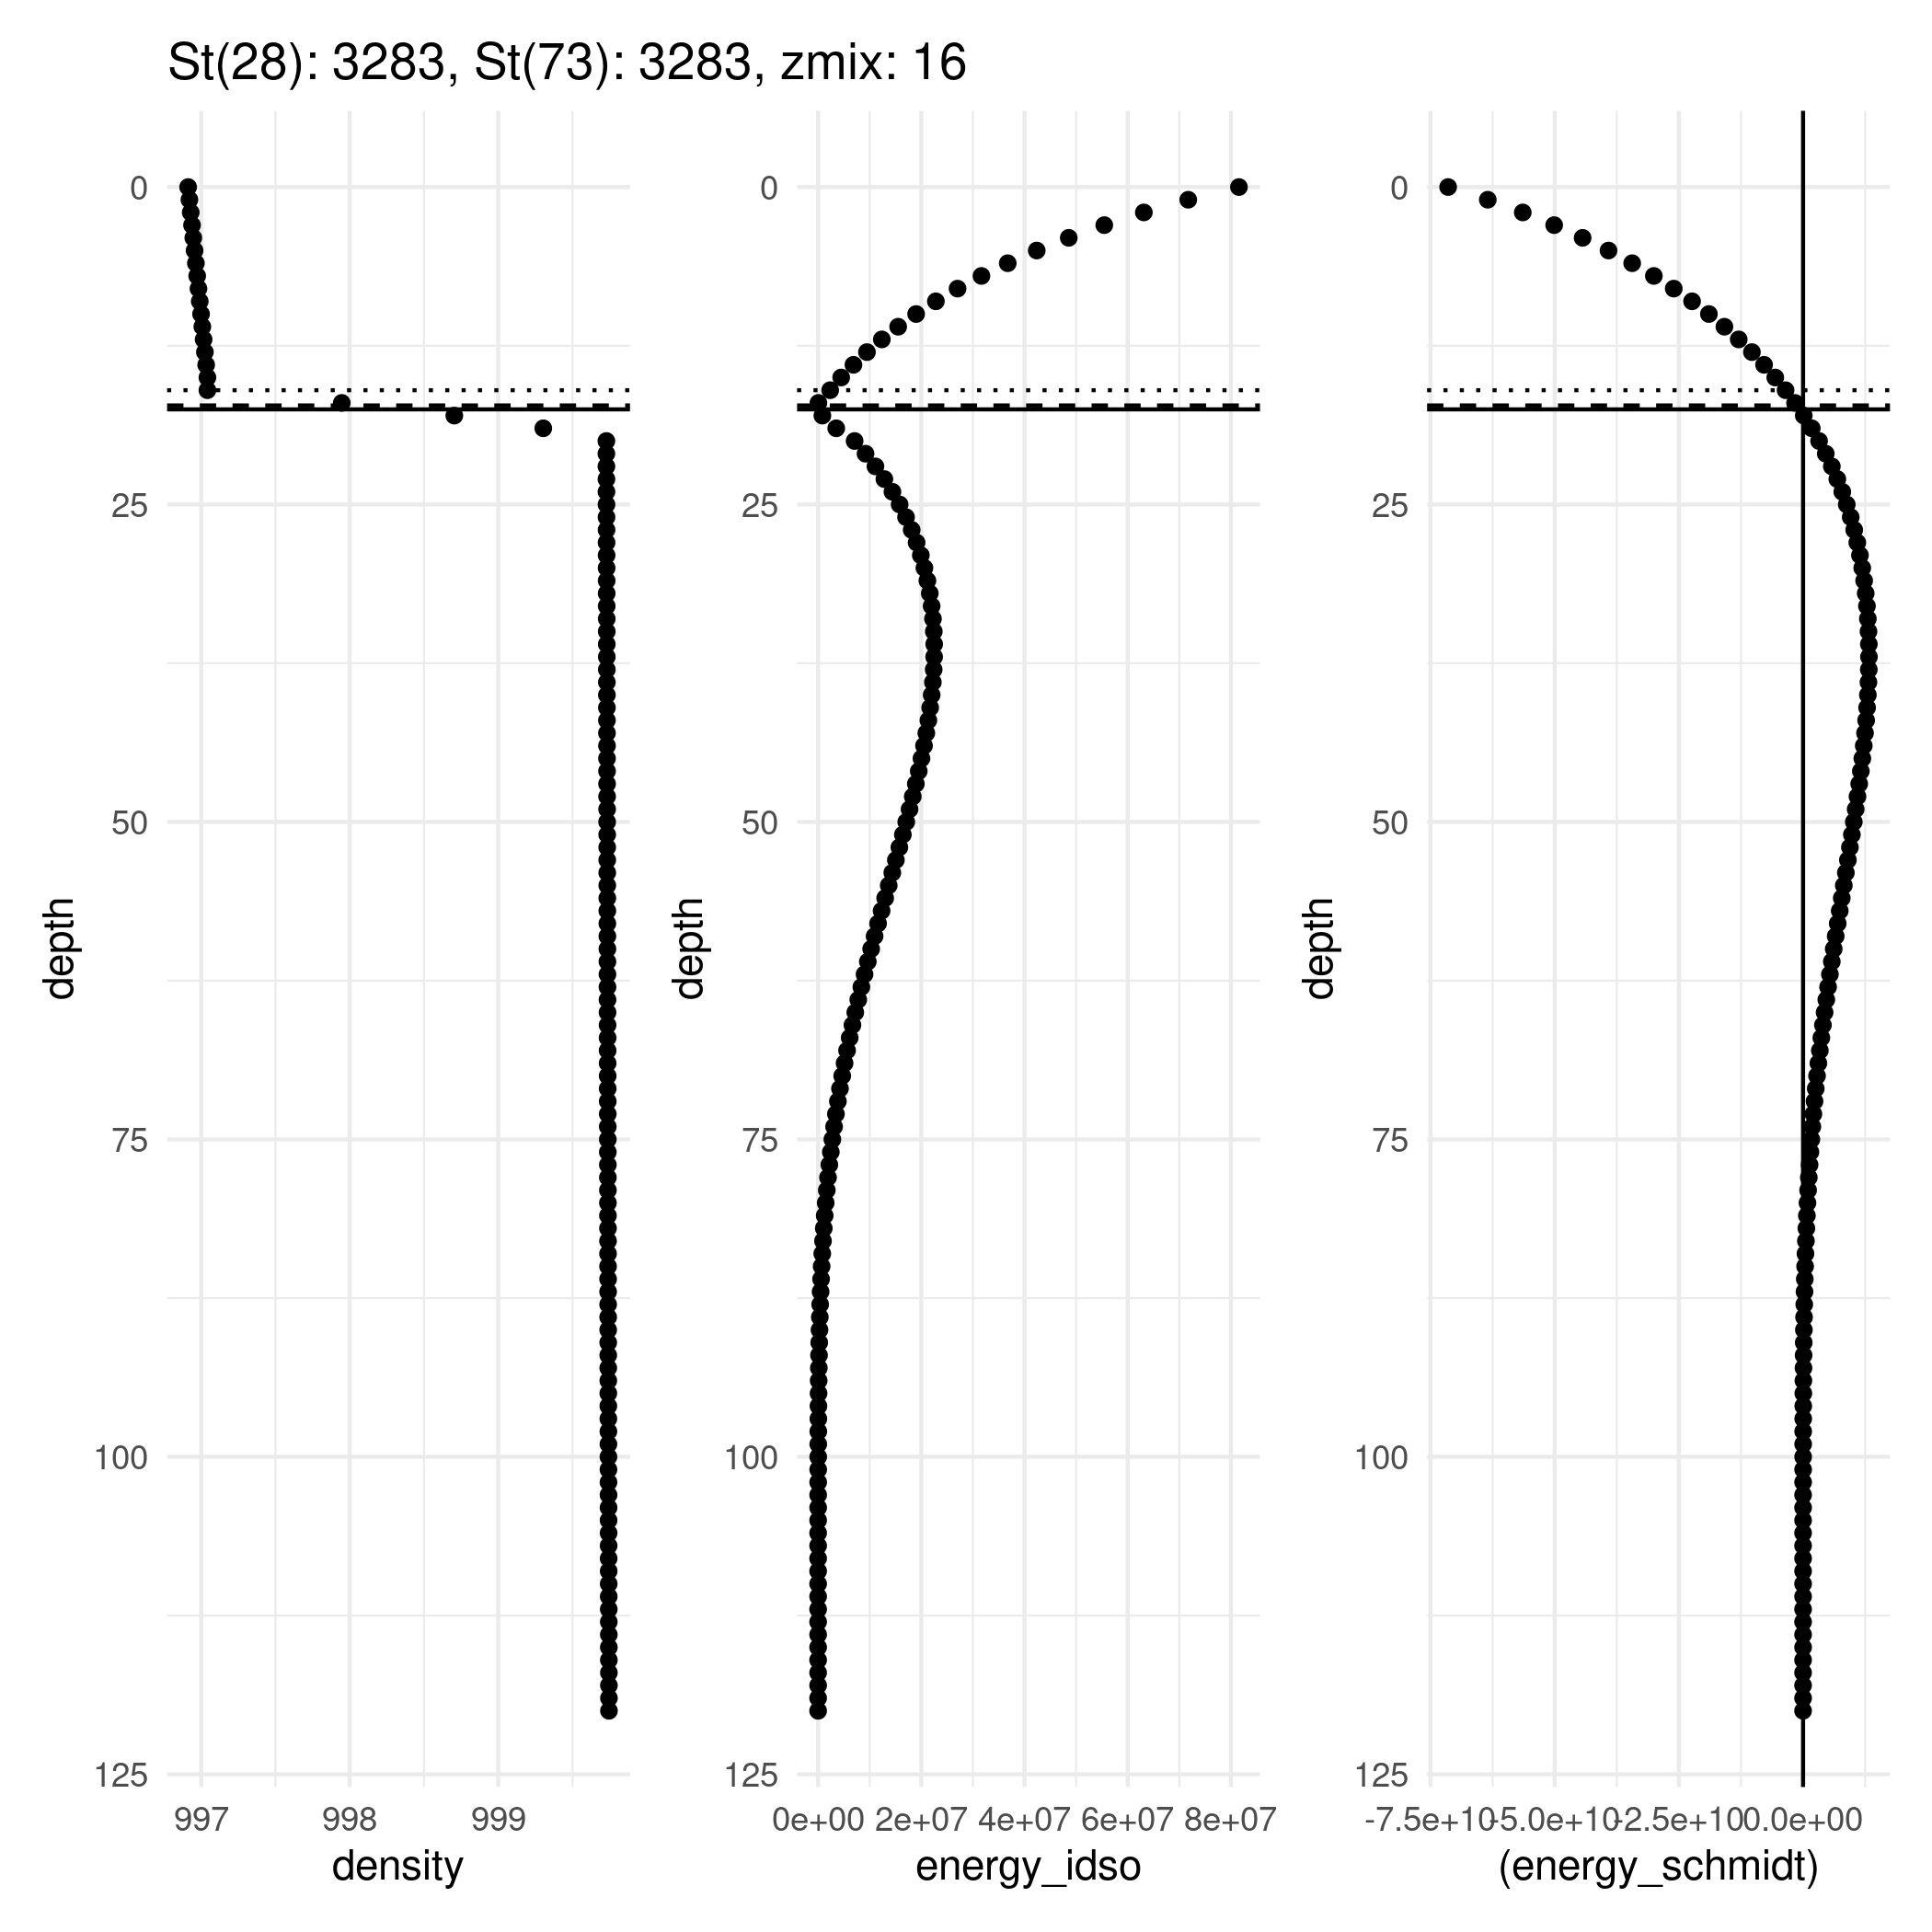 St(28): 3283, St(73): 3283, zmix: 16
0
25
50
75
100
125
depth
997 998 999
density
0
25
50
75
100
125
depth
0e+00 2e+07 4e+07 6e+07 8e+07
energy_idso
0
25
50
75
100
125
depth
-7.5e+10 -5.0e+10 -2.5e+10 0.0e+00
(energy_schmidt)